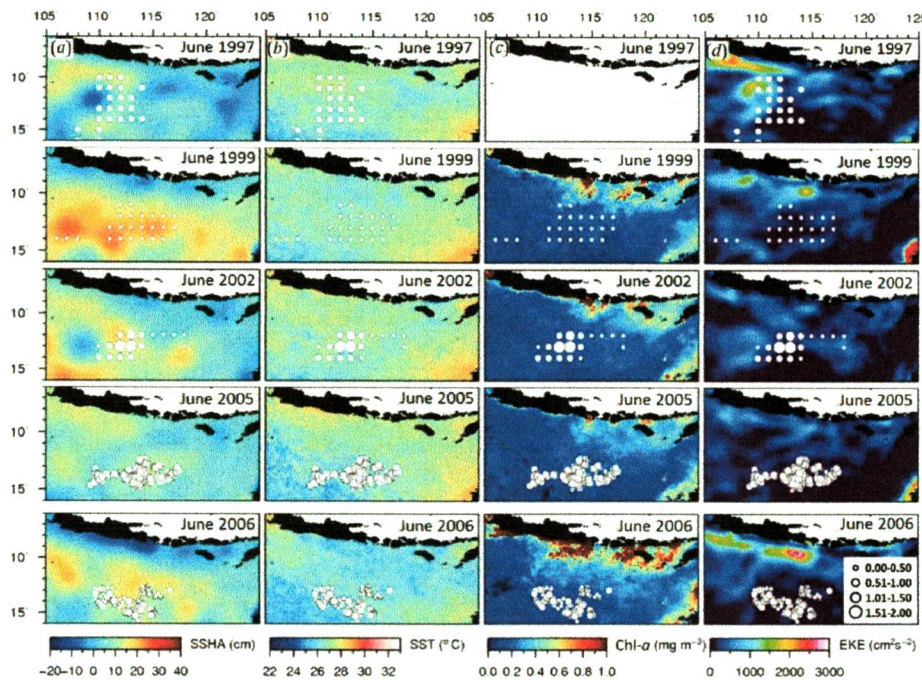 105 110 115 120 105 110 115 120 105 110 115 120 105 110 115 120
(a) June 1997 (b) June 1997 (c) June 1997 (d) June 1997
10°
15°
June 1999 June 1999 June 1999 June 1999
10°
15°
June 2002 June 2002 June 2002 June 2002
10°
15°
June 2005 June 2005 June 2005 June 2005
10°
15°
June 2006 June 2006 June 2006 June 2006
10°
15°
0.00-0.50
0.51-1.00
1.01-1.50
1.51-2.00
SSHA (cm) SST (°C) Chl-a (mg m⁻³) EKE (cm²s⁻²)
-20 -10 0 10 20 30 40 22 24 26 28 30 32 0.0 0.2 0.4 0.6 0.8 1.0 0 1000 2000 3000